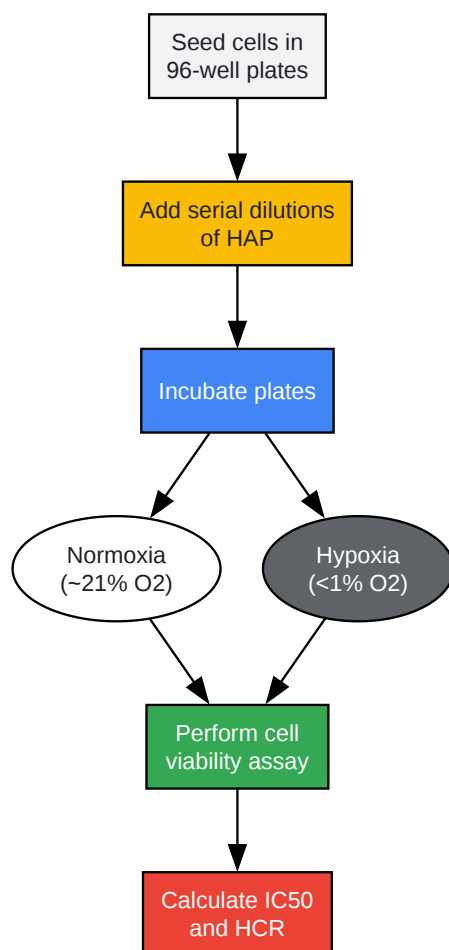 Seed cells in
96-well plates
Add serial dilutions
of HAP
Incubate plates
Normoxia
(~21% O2)
Hypoxia
(<1% O2)
Perform cell
viability assay
Calculate IC50
and HCR